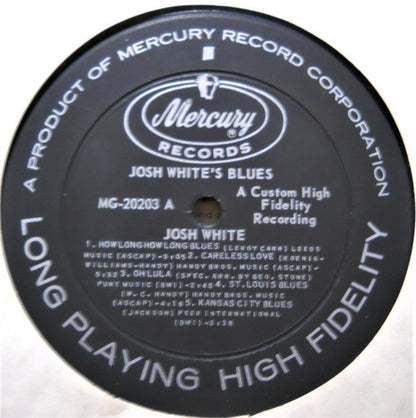 A PRODUCT OF MERCURY RECORD CORPORATION
Mercury
®
RECORDS
JOSH WHITE'S BLUES
MG-20203 A
A Custom High
Fidelity
Recording
JOSH WHITE
1. HOW LONG HOW LONG BLUES [LEROY CARR] LEEDS
MUSIC (ASCAP)-3:05 2. CARELESS LOVE [KOENIG-
WILLIAMS-HANDY] HANDY BROS. MUSIC (ASCAP)-
5:32 3. OH LULA (SPEC. ARR. BY GEO. STONE)
MUSIC (BMI)-2:45 4. ST. LOUIS BLUES
[W. C. HANDY] HANDY BROS. MUSIC
(ASCAP)-4:15 5. KANSAS CITY BLUES
[JACKSON] PEER INTERNATIONAL
(BMI)-2:38
LONG PLAYING HIGH FIDELITY